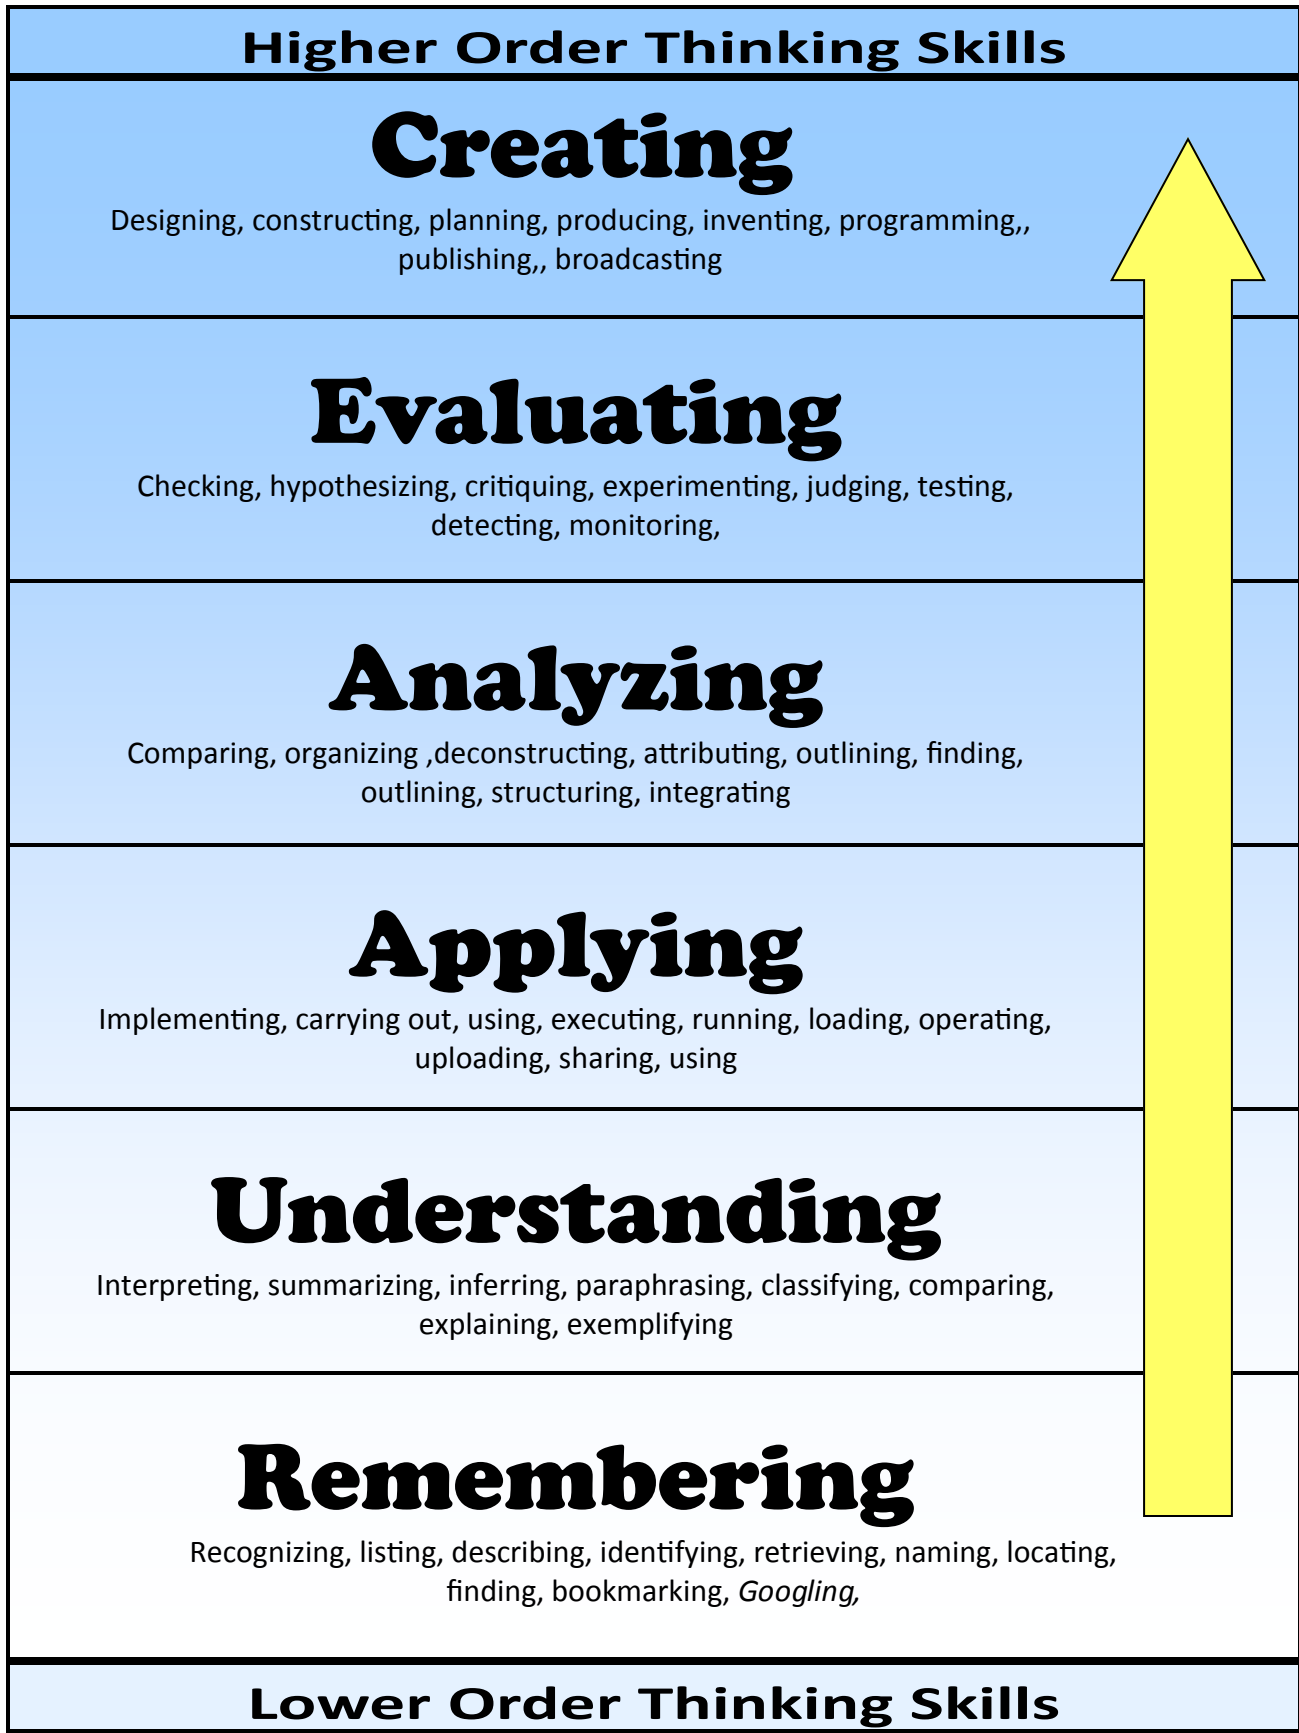 Higher Order Thinking Skills
Creating
Designing, constructing, planning, producing, inventing, programming,,
publishing,, broadcasting
Evaluating
Checking, hypothesizing, critiquing, experimenting, judging, testing,
detecting, monitoring,
Analyzing
Comparing, organizing ,deconstructing, attributing, outlining, finding,
outlining, structuring, integrating
Applying
Implementing, carrying out, using, executing, running, loading, operating,
uploading, sharing, using
Understanding
Interpreting, summarizing, inferring, paraphrasing, classifying, comparing,
explaining, exemplifying
Remembering
Recognizing, listing, describing, identifying, retrieving, naming, locating,
finding, bookmarking, Googling,
Lower Order Thinking Skills